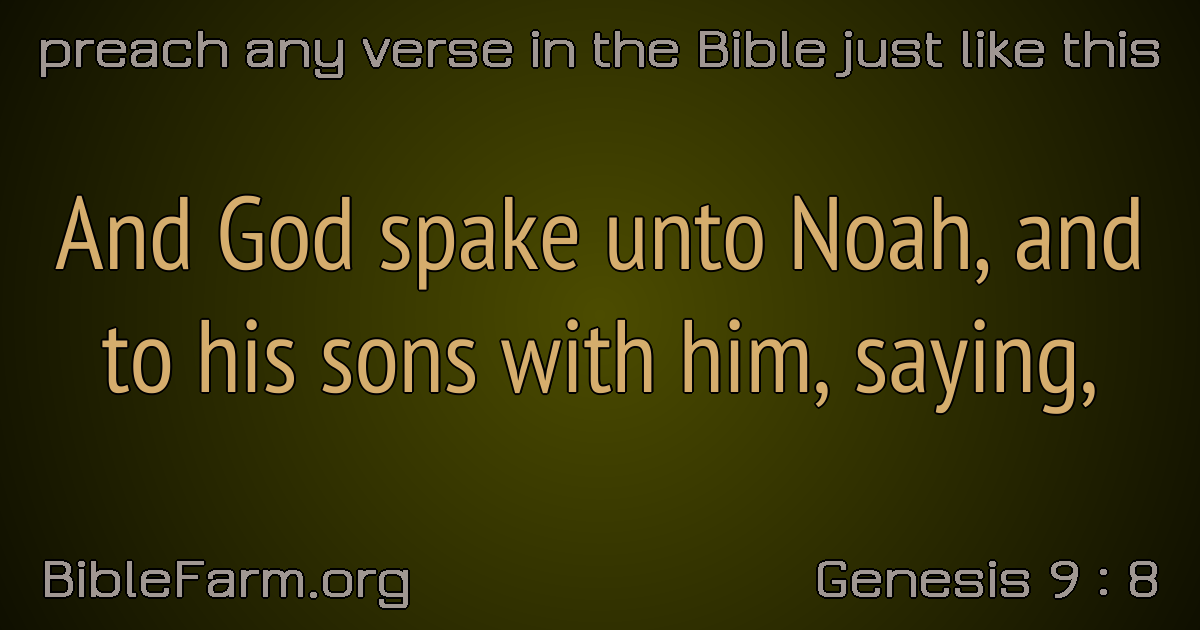 preach any verse in the Bible just like this
And God spake unto Noah, and
to his sons with him, saying,
BibleFarm.org
Genesis 9 : 8